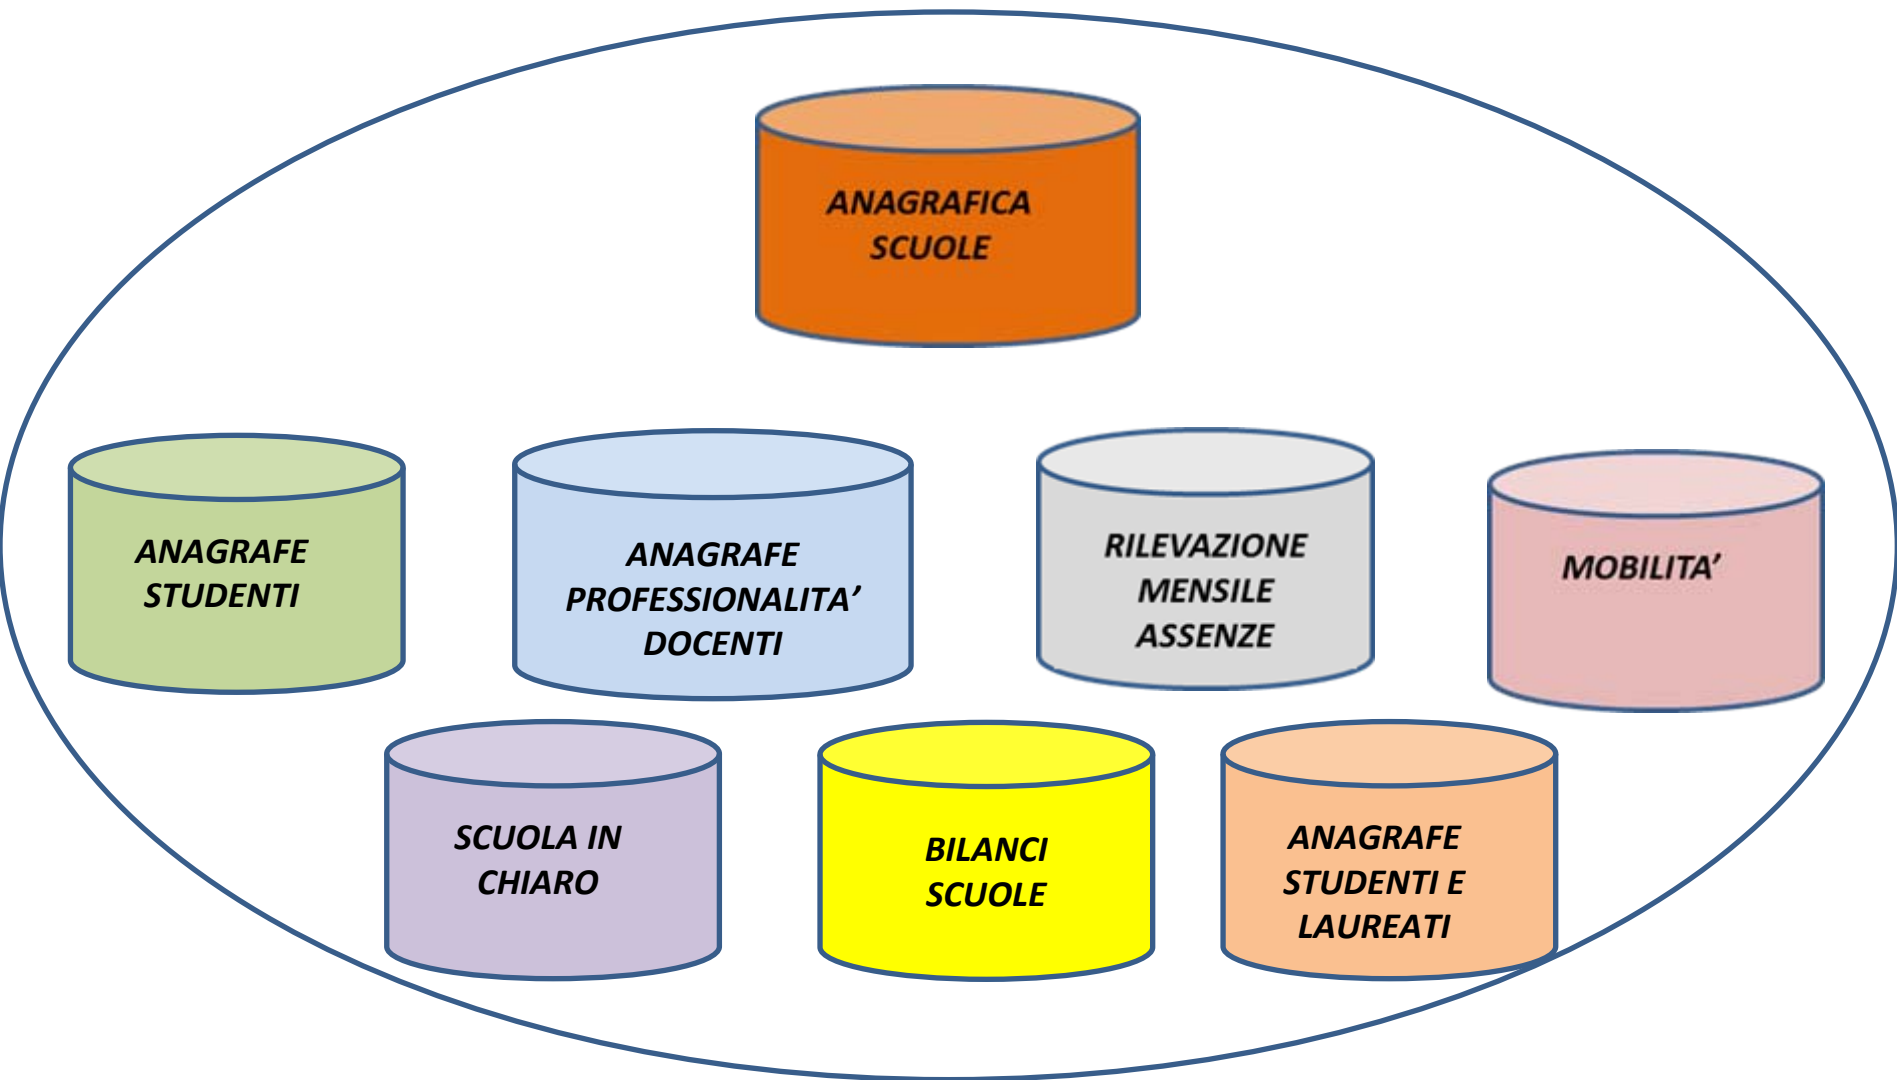 ANAGRAFICA
SCUOLE
ANAGRAFE
STUDENTI
ANAGRAFE
PROFESSIONALITA’
DOCENTI
RILEVAZIONE
MENSILE
ASSENZE
MOBILITA’
SCUOLA IN
CHIARO
BILANCI
SCUOLE
ANAGRAFE
STUDENTI E
LAUREATI